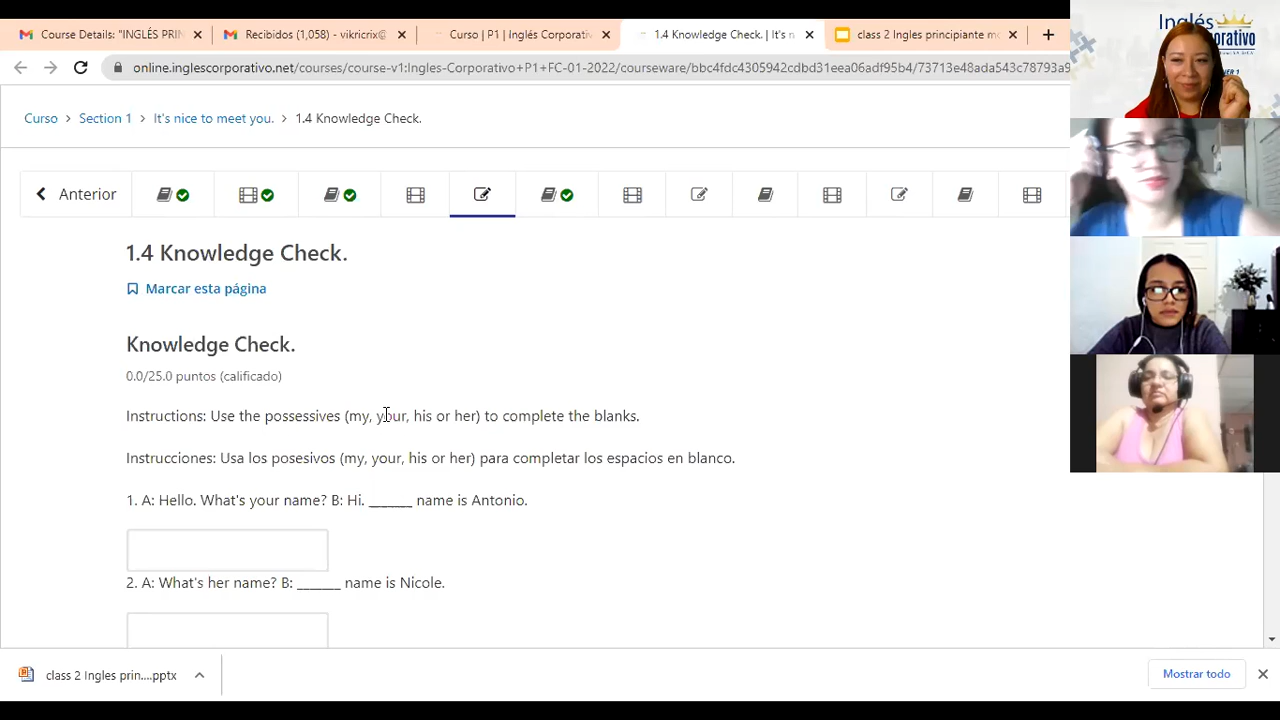 Course Details: "INGLÉS PRIN
Recibidos (1,058) - vikricrix@
Curso | P1 | Inglés Corporativ
1.4 Knowledge Check. | It's n
class 2 Ingles principiante mo
online.inglescorporativo.net/courses/course-v1:Ingles-Corporativo+P1+FC-01-2022/courseware/bbc4fdc4305942dbd31eea06adf95b4/73713e48ada543c78793a9
Inglés
rporativo
Curso > Section 1 > It's nice to meet you. > 1.4 Knowledge Check.
Anterior
1.4 Knowledge Check.
Marcar esta página
Knowledge Check.
0.0/25.0 puntos (calificado)
Instructions: Use the possessives (my, your, his or her) to complete the blanks.
Instrucciones: Usa los posesivos (my, your, his or her) para completar los espacios en blanco.
1. A: Hello. What's your name? B: Hi. _______ name is Antonio.
2. A: What's her name? B: _______ name is Nicole.
class 2 Ingles prin....pptx
Mostrar todo